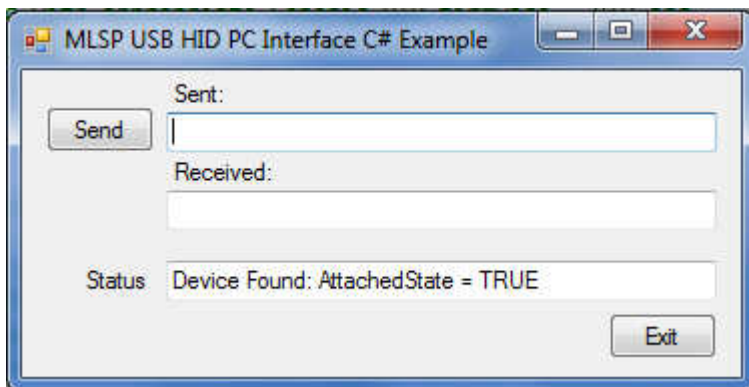 MLSP USB HID PC Interface C# Example
Sent:
Send
Received:
Status
Device Found: AttachedState = TRUE
Exit